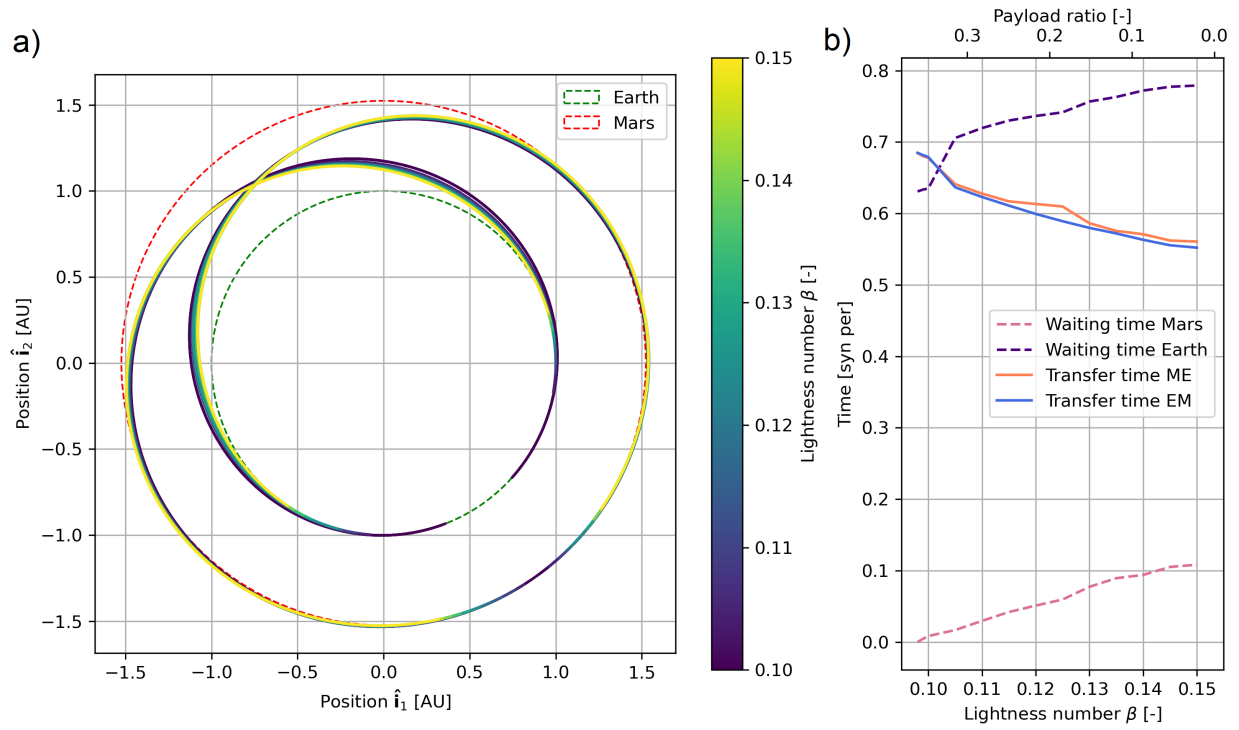 a)
Earth
Mars
1.5
1.0
0.5
0.0
−0.5
−1.0
−1.5
Position î₂ [AU]
−1.5 −1.0 −0.5 0.0 0.5 1.0 1.5
Position î₁ [AU]
0.15
0.14
0.13
0.12
0.11
0.10
Lightness number β [-]
b)
Payload ratio [-]
0.3 0.2 0.1 0.0
0.8
0.7
0.6
0.5
0.4
0.3
0.2
0.1
0.0
Time [syn per]
Waiting time Mars
Waiting time Earth
Transfer time ME
Transfer time EM
0.10 0.11 0.12 0.13 0.14 0.15
Lightness number β [-]